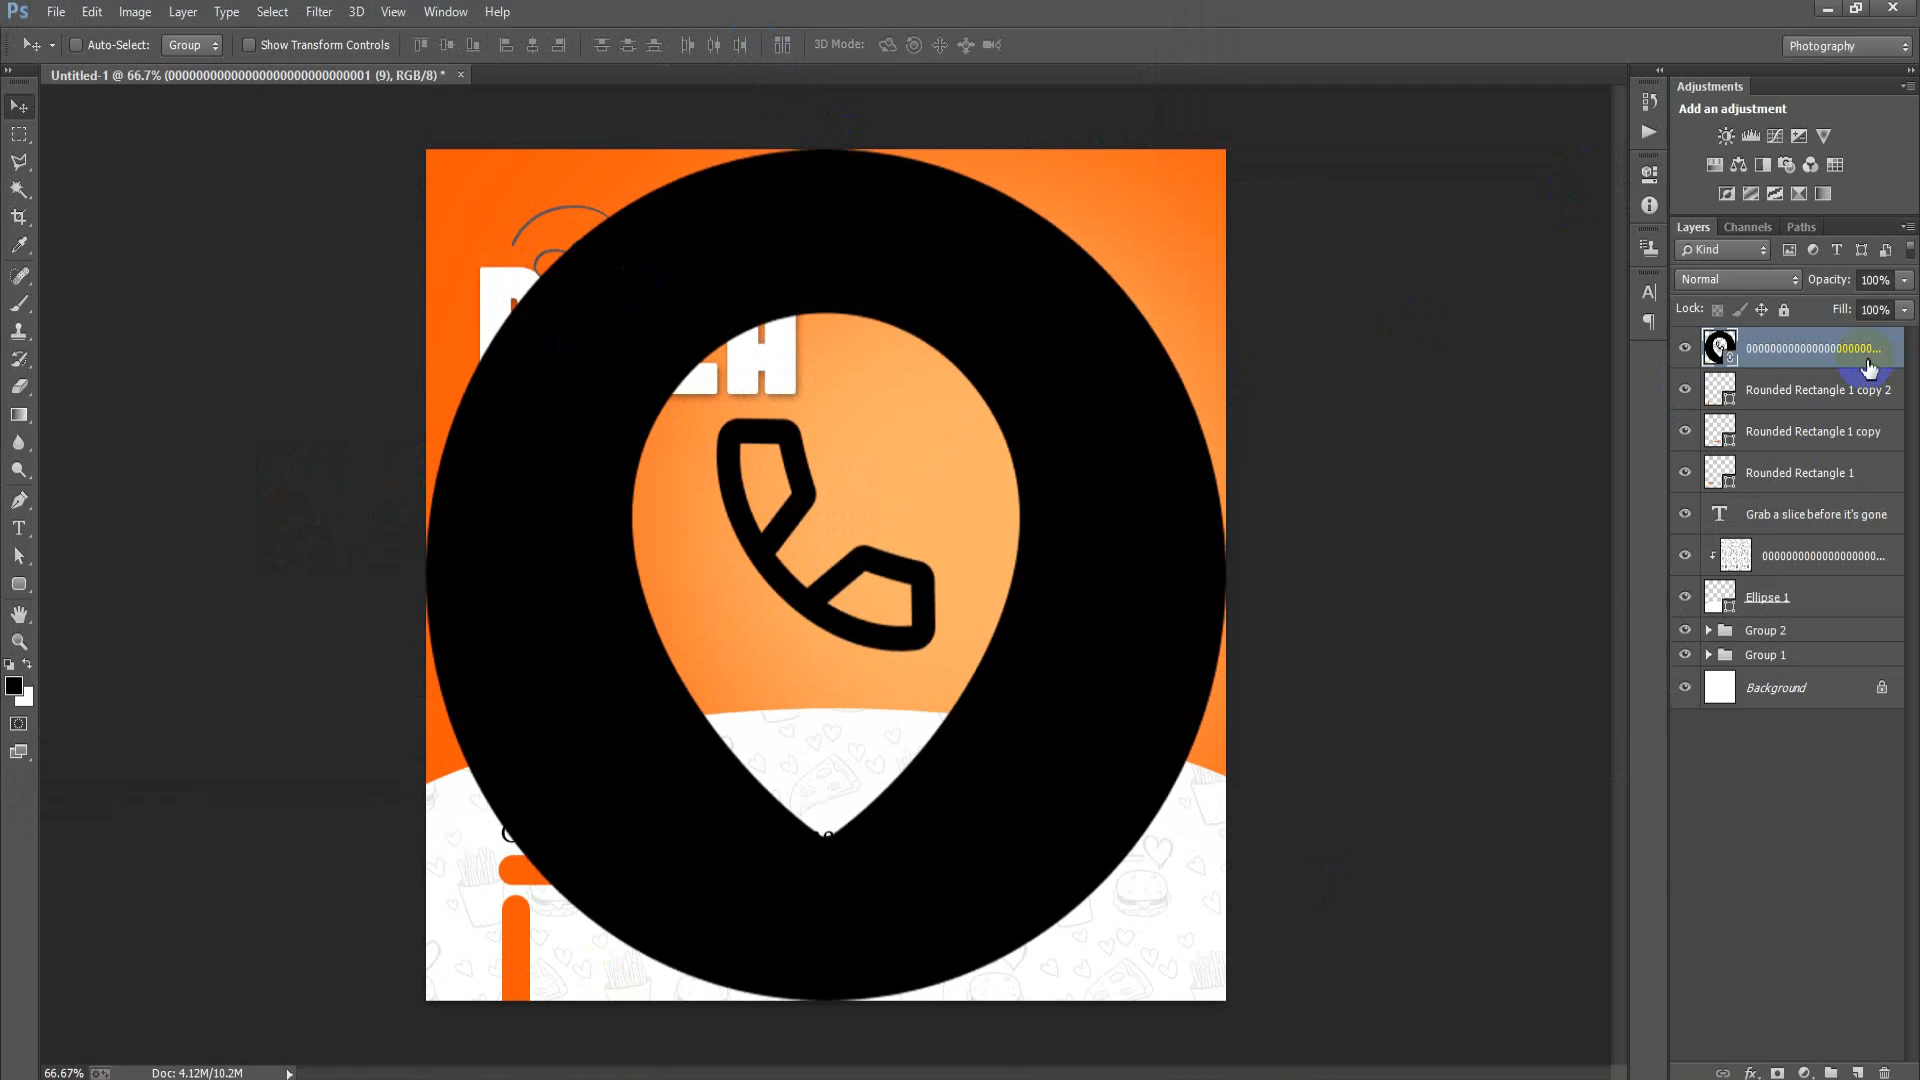 Ps File Edit Image Layer Type Select Filter 3D View Window Help
Auto-Select: Group Show Transform Controls 3D Mode: Photography
Untitled-1 @ 66.7% (00000000000000000000000000001 (9), RGB/8) * ×
Adjustments
Add an adjustment
Layers Channels Paths
Kind
Normal Opacity: 100%
Lock: Fill: 100%
Rounded Rectangle 1 copy 2
Rounded Rectangle 1 copy
Rounded Rectangle 1
Grab a slice before it's gone
Ellipse 1
Group 2
Group 1
Background
66.67% Doc: 4.12M/10.2M